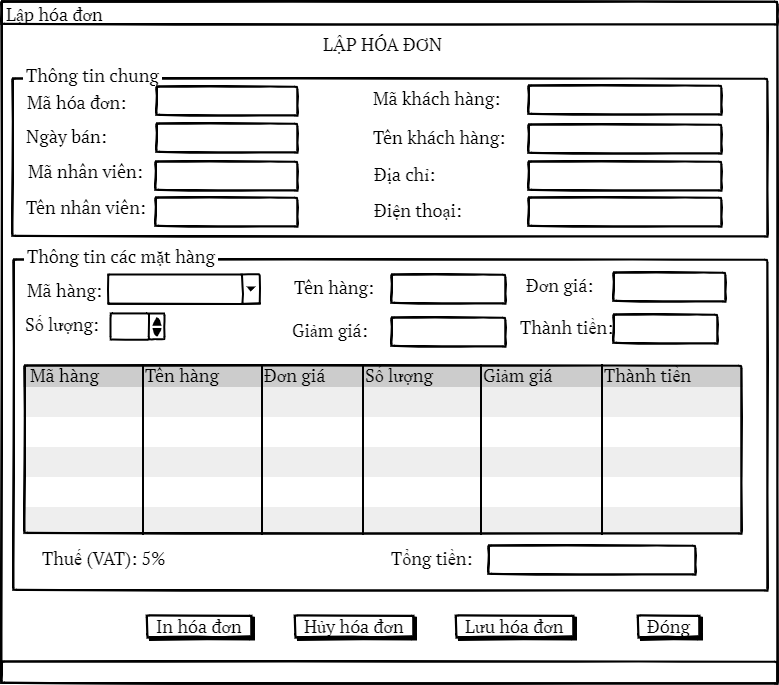 Lập hóa đơn
LẬP HÓA ĐƠN
Thông tin chung
Mã hóa đơn:
Mã khách hàng:
Ngày bán:
Tên khách hàng:
Mã nhân viên:
Địa chỉ:
Tên nhân viên:
Điện thoại:
Thông tin các mặt hàng
Mã hàng:
Tên hàng:
Đơn giá:
Số lượng:
Giảm giá:
Thành tiền:
Mã hàng Tên hàng Đơn giá Số lượng Giảm giá Thành tiền
Thuế (VAT): 5%
Tổng tiền:
In hóa đơn
Hủy hóa đơn
Lưu hóa đơn
Đóng